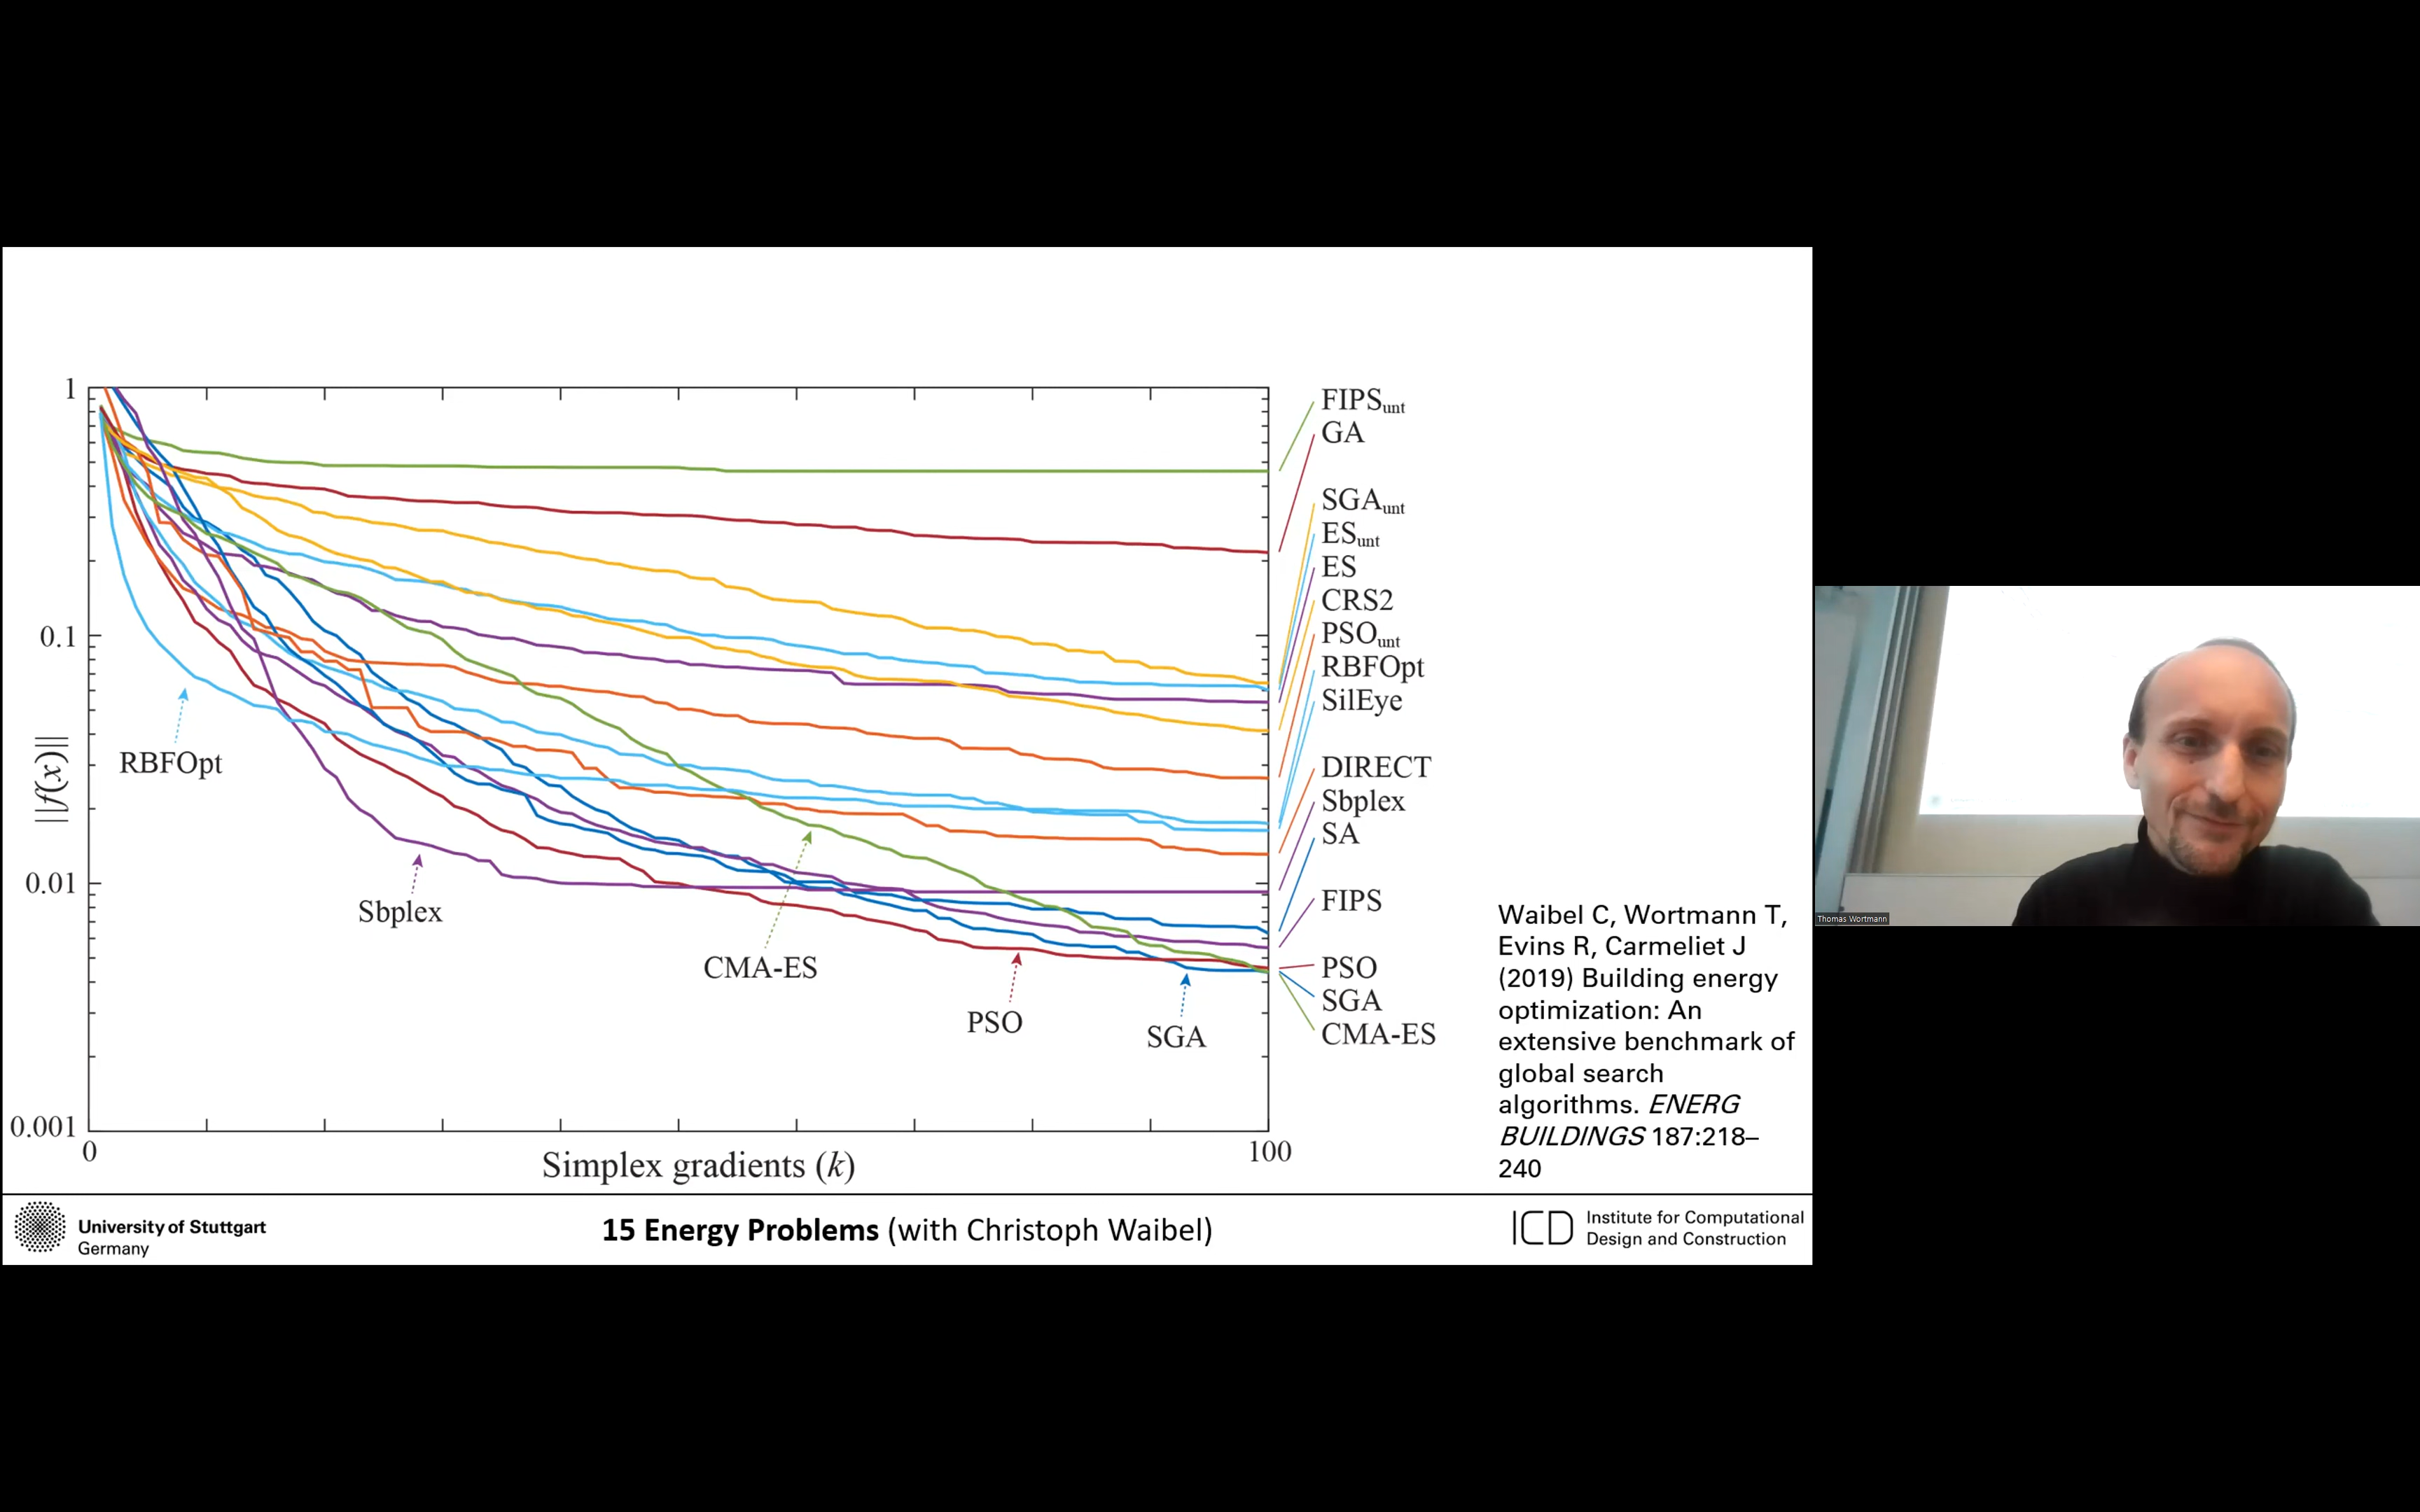 1
0.1
0.01
0.001
||f(x)||
0
100
Simplex gradients (k)
RBFOpt
Sbplex
CMA-ES
PSO
SGA
FIPSunt
GA
SGAunt
ESunt
ES
CRS2
PSOunt
RBFOpt
SilEye
DIRECT
Sbplex
SA
FIPS
PSO
SGA
CMA-ES
Waibel C, Wortmann T,
Evins R, Carmeliet J
(2019) Building energy
optimization: An
extensive benchmark of
global search
algorithms. ENERG
BUILDINGS 187:218–
240
University of Stuttgart
Germany
15 Energy Problems (with Christoph Waibel)
ICD
Institute for Computational
Design and Construction
Thomas Wortmann